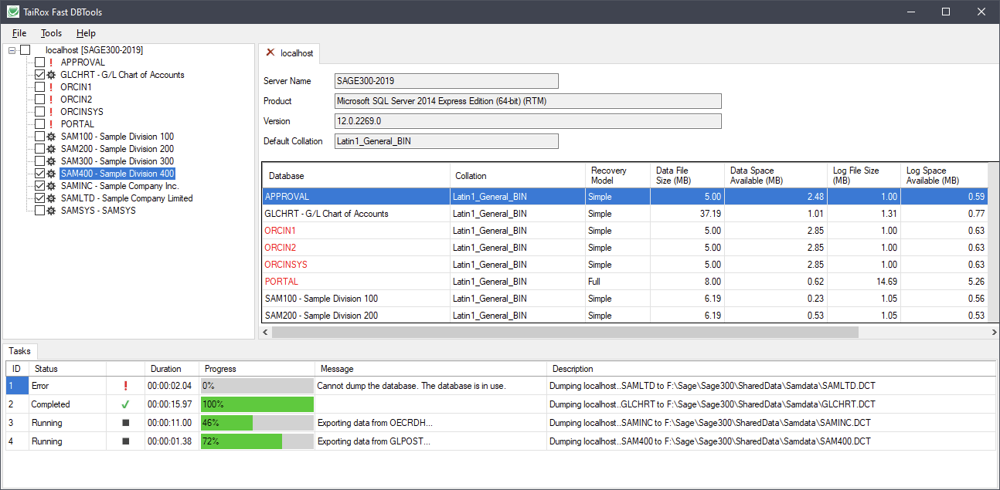 TaiRox Fast DBTools
File Tools Help
localhost [SAGE300-2019]
APPROVAL
GLCHRT - G/L Chart of Accounts
ORCIN1
ORCIN2
ORCINSYS
PORTAL
SAM100 - Sample Division 100
SAM200 - Sample Division 200
SAM300 - Sample Division 300
SAM400 - Sample Division 400
SAMINC - Sample Company Inc.
SAMLTD - Sample Company Limited
SAMSYS - SAMSYS
localhost
Server Name SAGE300-2019
Product Microsoft SQL Server 2014 Express Edition (64-bit) (RTM)
Version 12.0.2269.0
Default Collation Latin1_General_BIN
Database Collation Recovery Model Data File Size (MB) Data Space Available (MB) Log File Size (MB) Log Space Available (MB)
APPROVAL Latin1_General_BIN Simple 5.00 2.48 1.00 0.59
GLCHRT - G/L Chart of Accounts Latin1_General_BIN Simple 37.19 1.01 1.31 0.77
ORCIN1 Latin1_General_BIN Simple 5.00 2.85 1.00 0.63
ORCIN2 Latin1_General_BIN Simple 5.00 2.85 1.00 0.63
ORCINSYS Latin1_General_BIN Simple 5.00 2.85 1.00 0.63
PORTAL Latin1_General_BIN Full 8.00 0.62 14.69 5.26
SAM100 - Sample Division 100 Latin1_General_BIN Simple 6.19 0.23 1.05 0.56
SAM200 - Sample Division 200 Latin1_General_BIN Simple 6.19 0.53 1.05 0.53
Tasks
ID Status Duration Progress Message Description
1 Error 00:00:02.04 0% Cannot dump the database. The database is in use. Dumping localhost..SAMLTD to F:\Sage\Sage300\SharedData\Samdata\SAMLTD.DCT
2 Completed 00:00:15.97 100% Dumping localhost..GLCHRT to F:\Sage\Sage300\SharedData\Samdata\GLCHRT.DCT
3 Running 00:00:11.00 46% Exporting data from OECRDH... Dumping localhost..SAMINC to F:\Sage\Sage300\SharedData\Samdata\SAMINC.DCT
4 Running 00:00:01.38 72% Exporting data from GLPOST... Dumping localhost..SAM400 to F:\Sage\Sage300\SharedData\Samdata\SAM400.DCT